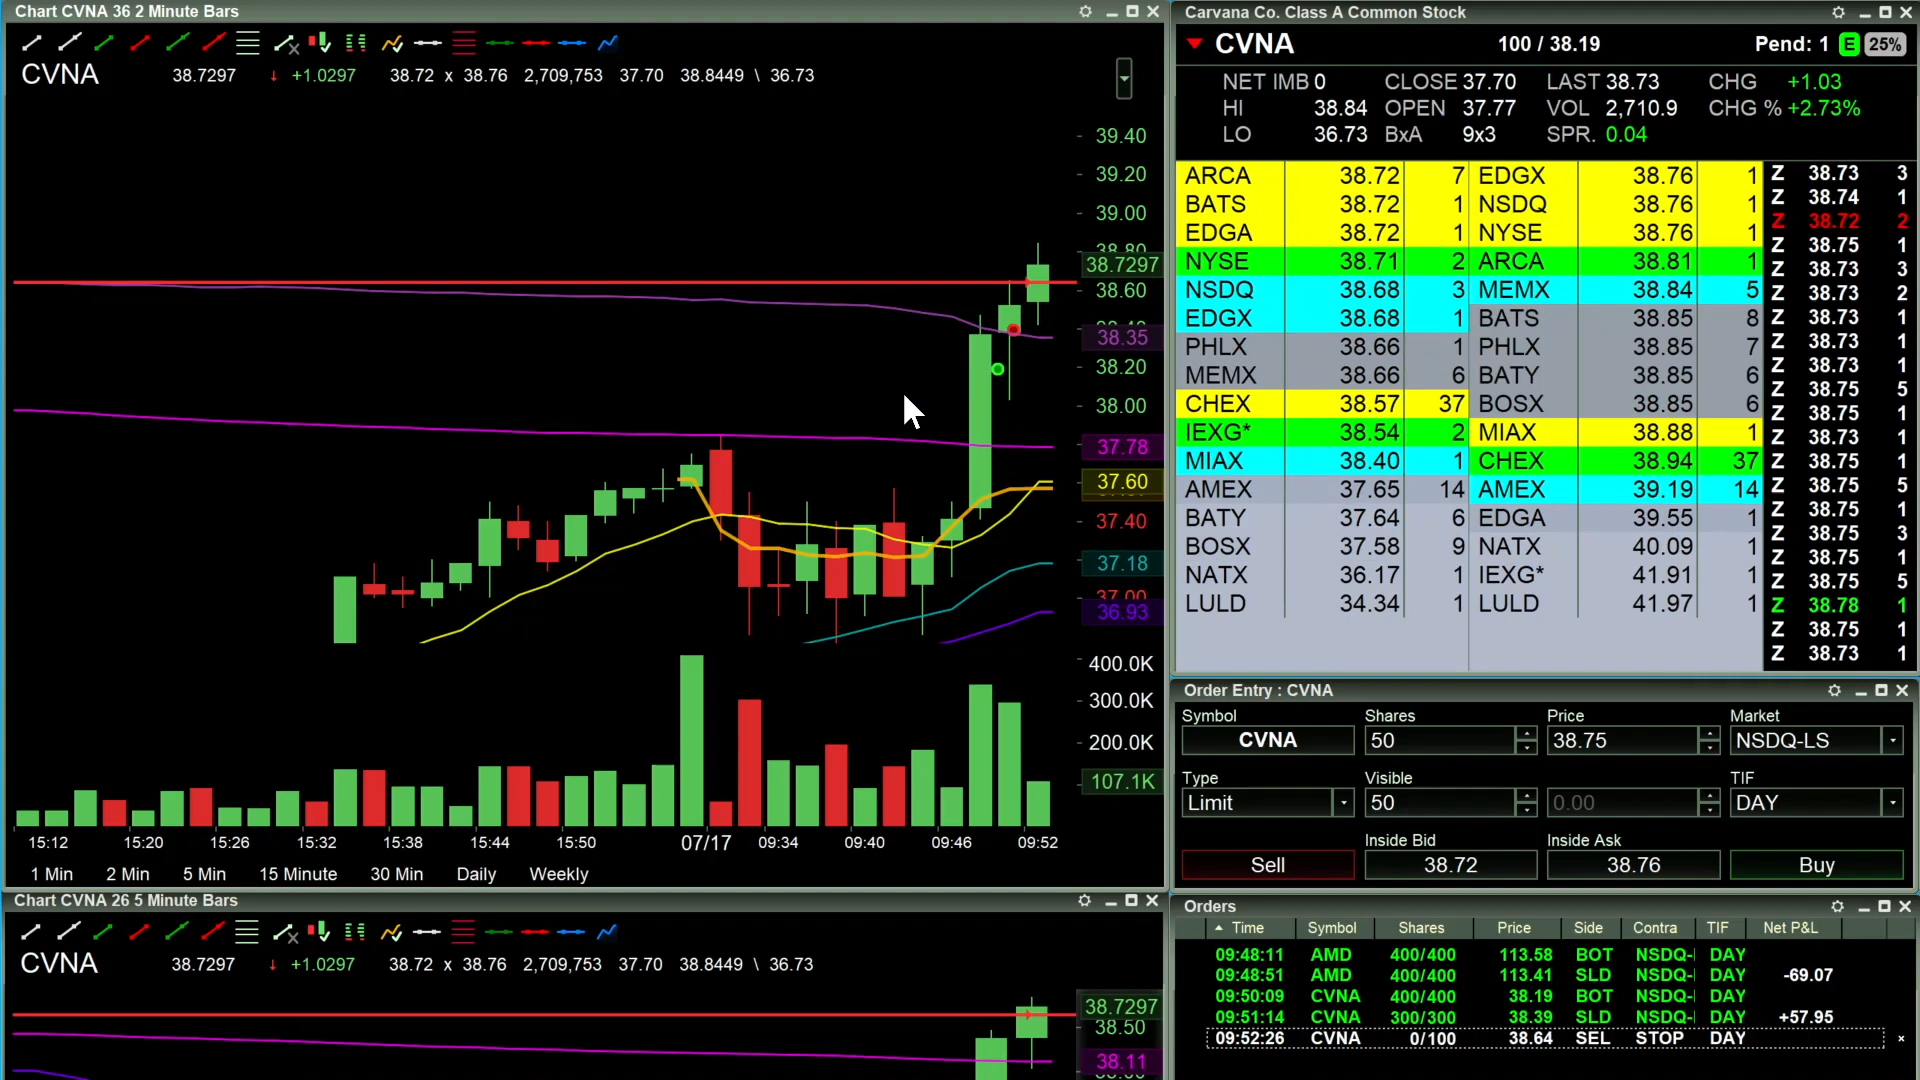 Chart CVNA 36 2 Minute Bars
CVNA 38.7297 ↓ +1.0297 38.72 x 38.76 2,709,753 37.70 38.8449 \ 36.73
39.40
39.20
39.00
38.80
38.7297
38.60
38.35
38.20
38.00
37.78
37.60
37.40
37.18
37.00
36.93
400.0K
300.0K
200.0K
107.1K
15:12 15:20 15:26 15:32 15:38 15:44 15:50 07/17 09:34 09:40 09:46 09:52
1 Min 2 Min 5 Min 15 Minute 30 Min Daily Weekly
Chart CVNA 26 5 Minute Bars
CVNA 38.7297 ↓ +1.0297 38.72 x 38.76 2,709,753 37.70 38.8449 \ 36.73
38.7297
38.50
38.11
Carvana Co. Class A Common Stock
CVNA 100 / 38.19 Pend: 1 E 25%
NET IMB 0 CLOSE 37.70 LAST 38.73 CHG +1.03
HI 38.84 OPEN 37.77 VOL 2,710.9 CHG % +2.73%
LO 36.73 BxA 9x3 SPR. 0.04
ARCA 38.72 7 EDGX 38.76 1
BATS 38.72 1 NSDQ 38.76 1
EDGA 38.72 1 NYSE 38.76 1
NYSE 38.71 2 ARCA 38.81 1
NSDQ 38.68 3 MEMX 38.84 5
EDGX 38.68 1 BATS 38.85 8
PHLX 38.66 1 PHLX 38.85 7
MEMX 38.66 6 BATY 38.85 6
CHEX 38.57 37 BOSX 38.85 6
IEXG* 38.54 2 MIAX 38.88 1
MIAX 38.40 1 CHEX 38.94 37
AMEX 37.65 14 AMEX 39.19 14
BATY 37.64 6 EDGA 39.55 1
BOSX 37.58 9 NATX 40.09 1
NATX 36.17 1 IEXG* 41.91 1
LULD 34.34 1 LULD 41.97 1
Z 38.73 3
Z 38.74 1
Z 38.72 2
Z 38.75 1
Z 38.73 3
Z 38.73 2
Z 38.73 1
Z 38.73 1
Z 38.73 1
Z 38.75 5
Z 38.75 1
Z 38.73 1
Z 38.75 1
Z 38.75 5
Z 38.75 1
Z 38.75 3
Z 38.75 1
Z 38.75 5
Z 38.78 1
Z 38.75 1
Z 38.73 1
Order Entry : CVNA
Symbol Shares Price Market
CVNA 50 38.75 NSDQ-LS
Type Visible TIF
Limit 50 0.00 DAY
Inside Bid Inside Ask
Sell 38.72 38.76 Buy
Orders
Time Symbol Shares Price Side Contra TIF Net P&L
09:48:11 AMD 400/400 113.58 BOT NSDQ-I DAY
09:48:51 AMD 400/400 113.41 SLD NSDQ-I DAY -69.07
09:50:09 CVNA 400/400 38.19 BOT NSDQ-I DAY
09:51:14 CVNA 300/300 38.39 SLD NSDQ-I DAY +57.95
09:52:26 CVNA 0/100 38.64 SEL STOP DAY